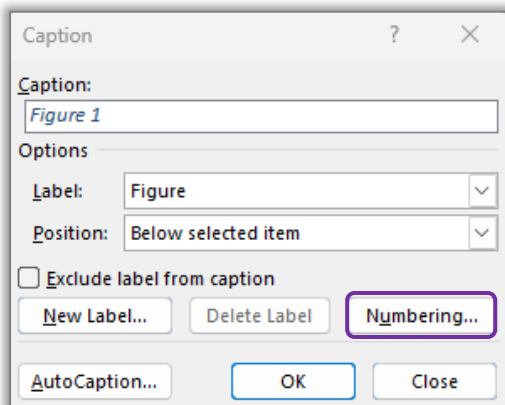 Caption ? ×
Caption:
Figure 1
Options
Label: Figure
Position: Below selected item
Exclude label from caption
New Label... Delete Label Numbering...
AutoCaption... OK Close